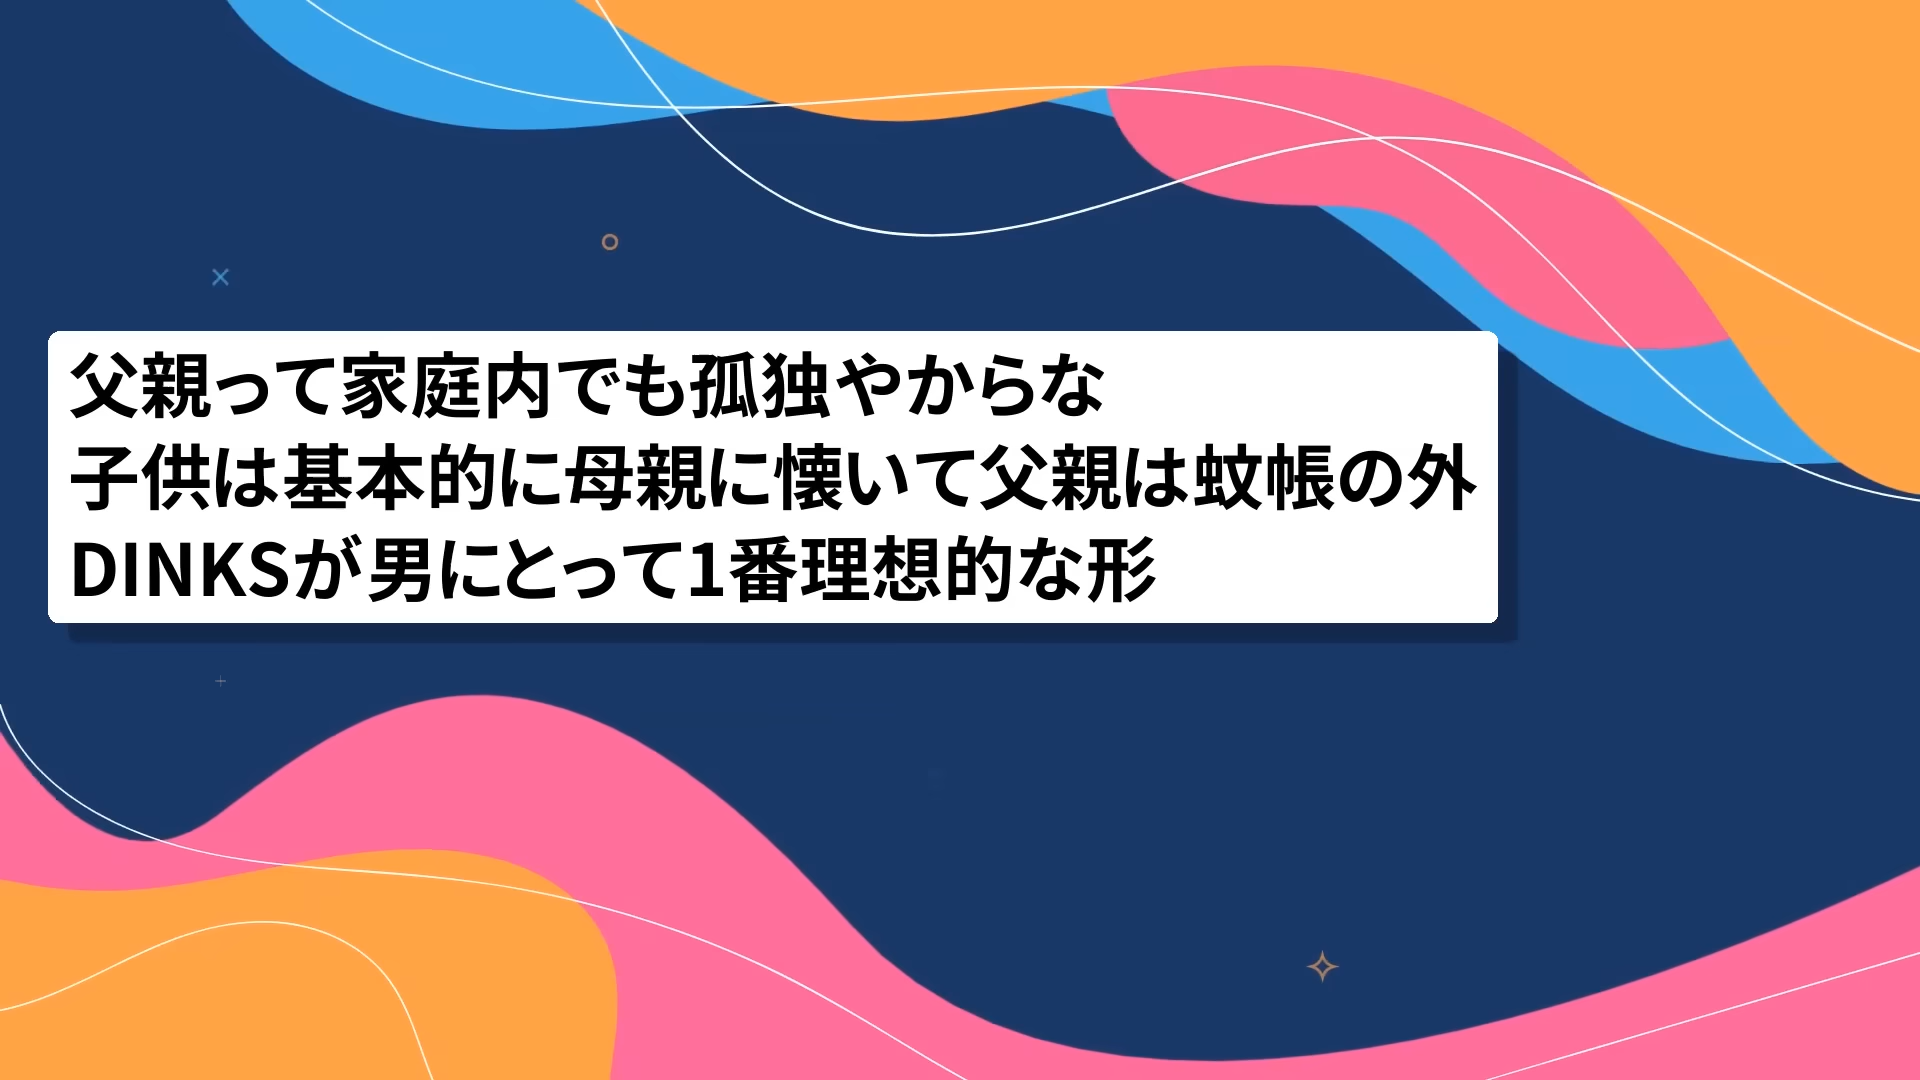 父親って家庭内でも孤独やからな
子供は基本的に母親に懐いて父親は蚊帳の外
DINKSが男にとって1番理想的な形